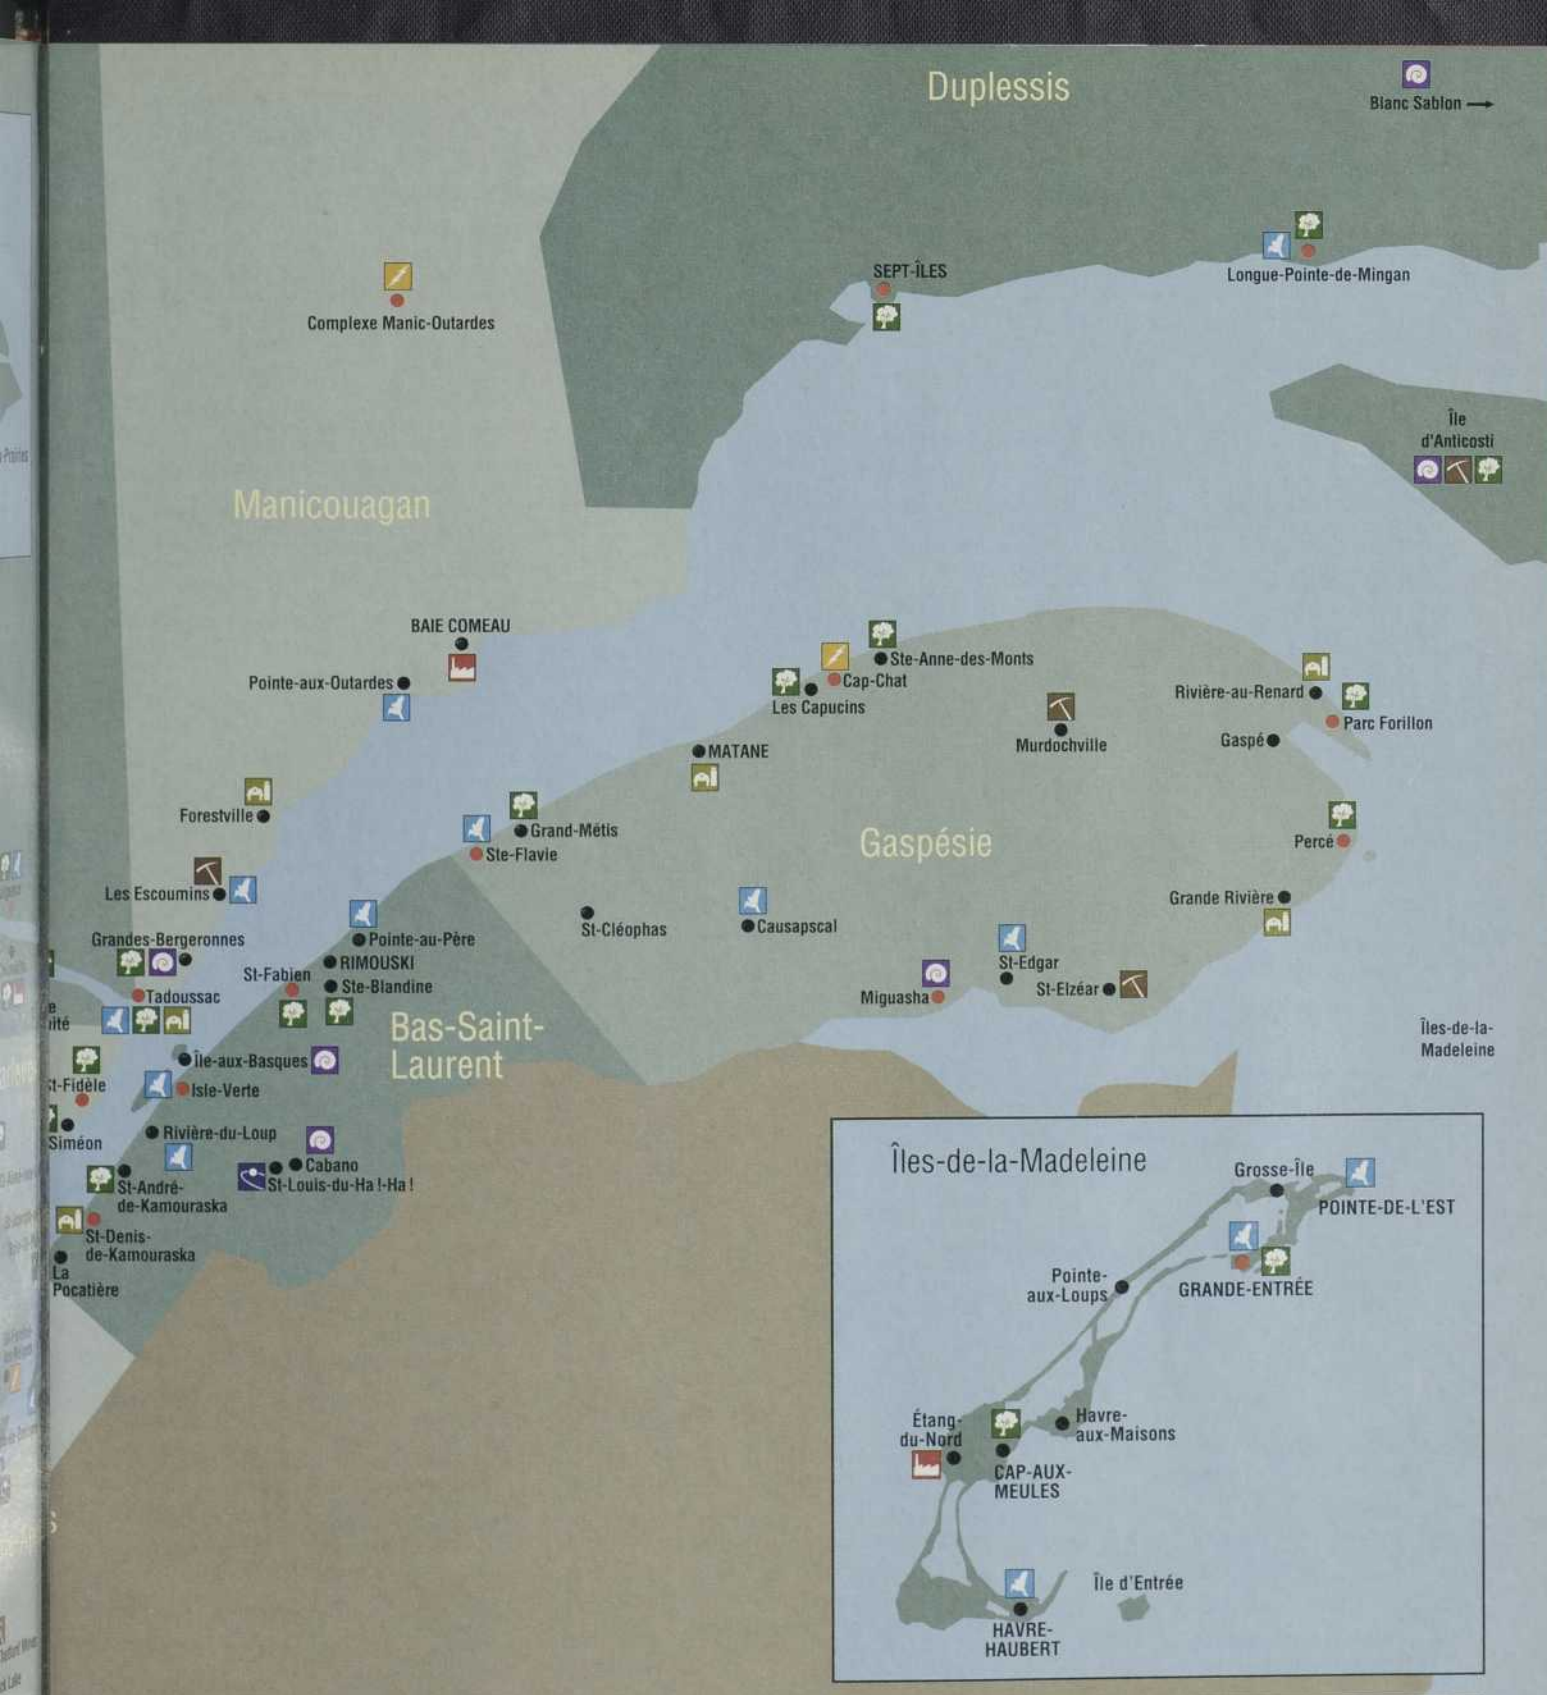 Duplessis
Blanc Sablon
SEPT-ÎLES
Longue-Pointe-de-Mingan
Complexe Manic-Outardes
Île
d'Anticosti
Manicouagan
BAIE COMEAU
Pointe-aux-Outardes
Ste-Anne-des-Monts
Cap-Chat
Les Capucins
Rivière-au-Renard
Parc Forillon
Murdochville
Gaspé
MATANE
Forestville
Grand-Métis
Ste-Flavie
Gaspésie
Percé
Les Escoumins
Grande Rivière
St-Cléophas
Causapscal
Grandes-Bergeronnes
Pointe-au-Père
RIMOUSKI
St-Fabien
Ste-Blandine
St-Edgar
St-Elzéar
Miguasha
Tadoussac
Bas-Saint-
Laurent
Îles-de-la-
Madeleine
Île-aux-Basques
Isle-Verte
t-Fidèle
Siméon
Rivière-du-Loup
Cabano
St-Louis-du-Ha!-Ha!
St-André-
de-Kamouraska
St-Denis-
de-Kamouraska
La
Pocatière
Îles-de-la-Madeleine
Grosse-Île
POINTE-DE-L'EST
Pointe-
aux-Loups
GRANDE-ENTRÉE
Étang-
du-Nord
Havre-
aux-Maisons
CAP-AUX-
MEULES
Île d'Entrée
HAVRE-
HAUBERT